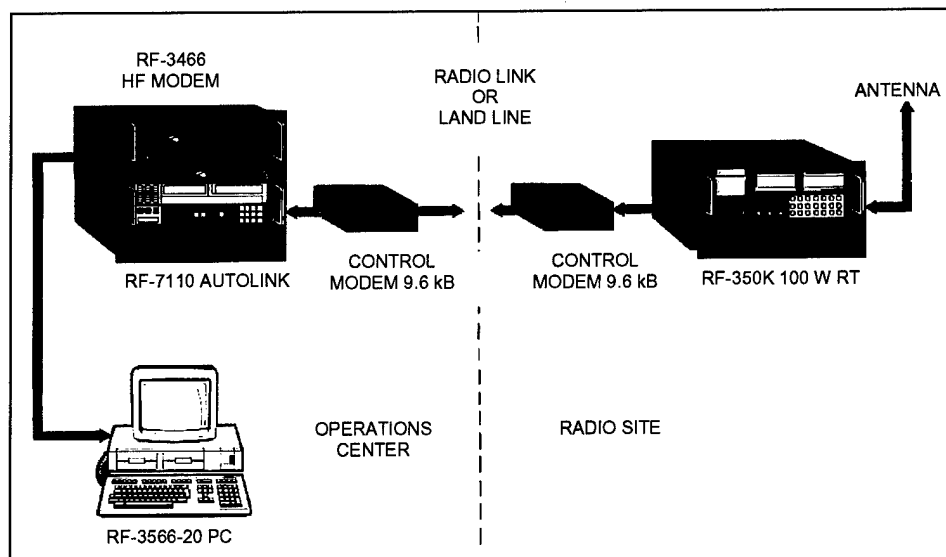 RF-3466
HF MODEM
RADIO LINK
OR
LAND LINE
ANTENNA
RF-7110 AUTOLINK
CONTROL
MODEM 9.6 kB
CONTROL
MODEM 9.6 kB
RF-350K 100 W RT
OPERATIONS
CENTER
RADIO SITE
RF-3566-20 PC